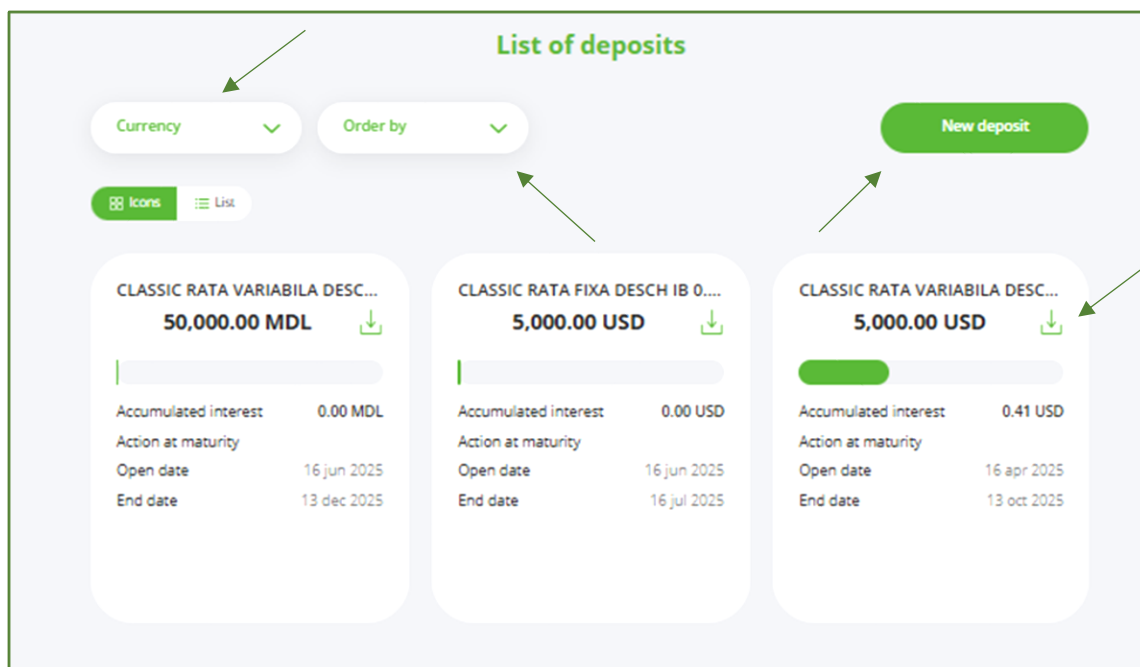 List of deposits
Currency
Order by
New deposit
Icons
List
CLASSIC RATA VARIABILA DESC...
50,000.00 MDL
Accumulated interest 0.00 MDL
Action at maturity
Open date 16 jun 2025
End date 13 dec 2025
CLASSIC RATA FIXA DESCH IB 0....
5,000.00 USD
Accumulated interest 0.00 USD
Action at maturity
Open date 16 jun 2025
End date 16 jul 2025
CLASSIC RATA VARIABILA DESC...
5,000.00 USD
Accumulated interest 0.41 USD
Action at maturity
Open date 16 apr 2025
End date 13 oct 2025